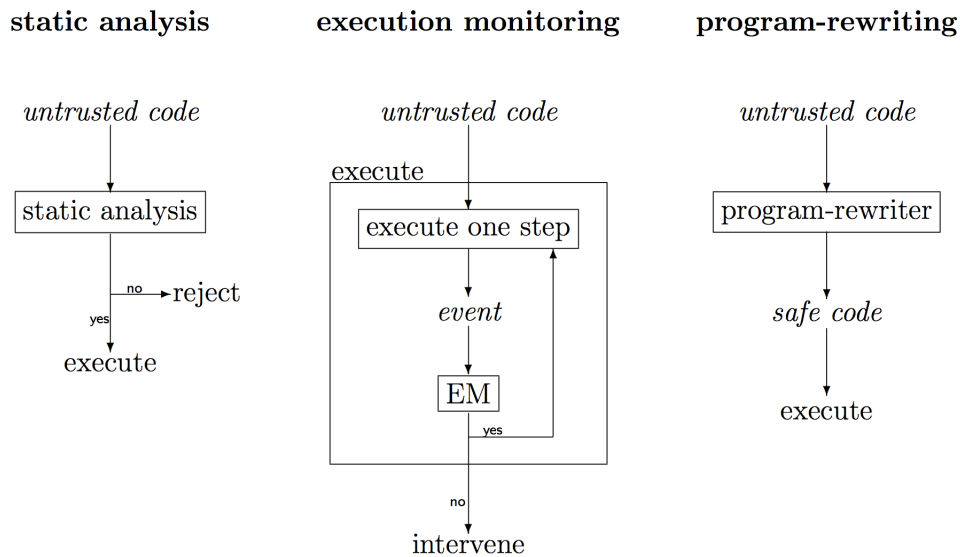 static analysis
execution monitoring
program-rewriting
untrusted code
static analysis
no
reject
yes
execute
untrusted code
execute
execute one step
event
EM
yes
no
intervene
untrusted code
program-rewriter
safe code
execute